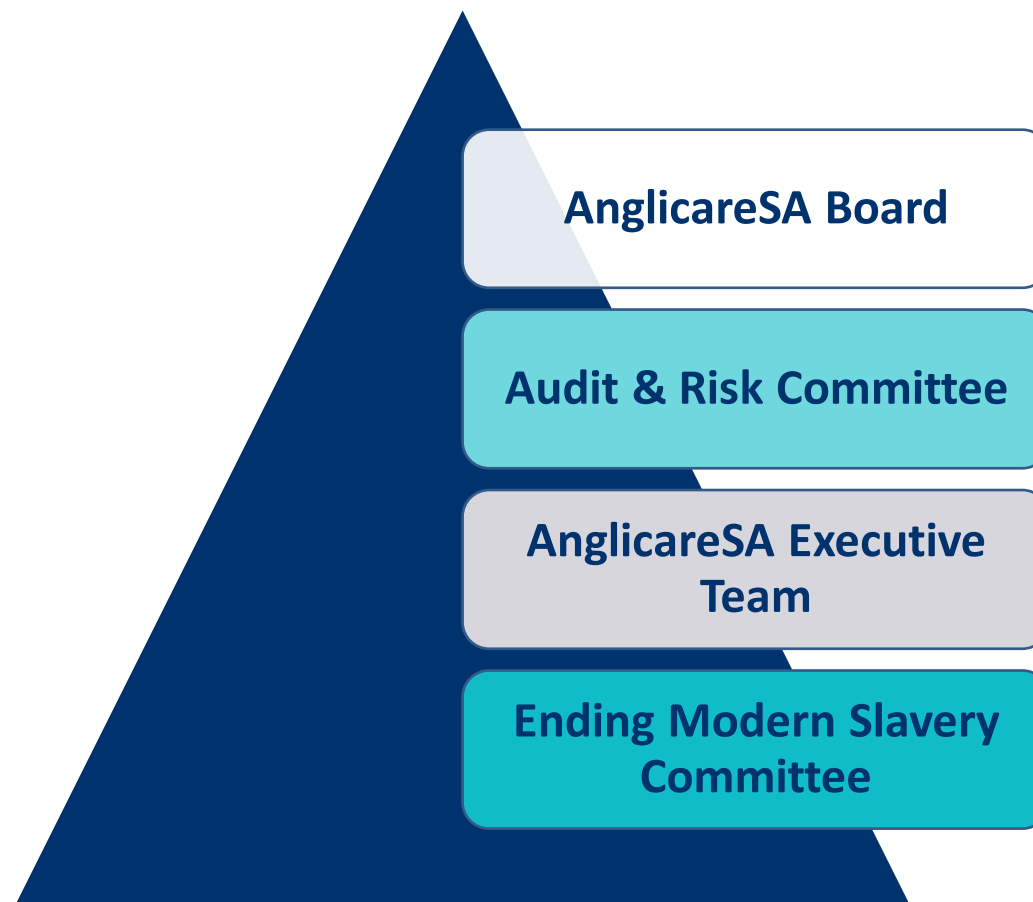 AnglicareSA Board
Audit & Risk Committee
AnglicareSA Executive
Team
Ending Modern Slavery
Committee